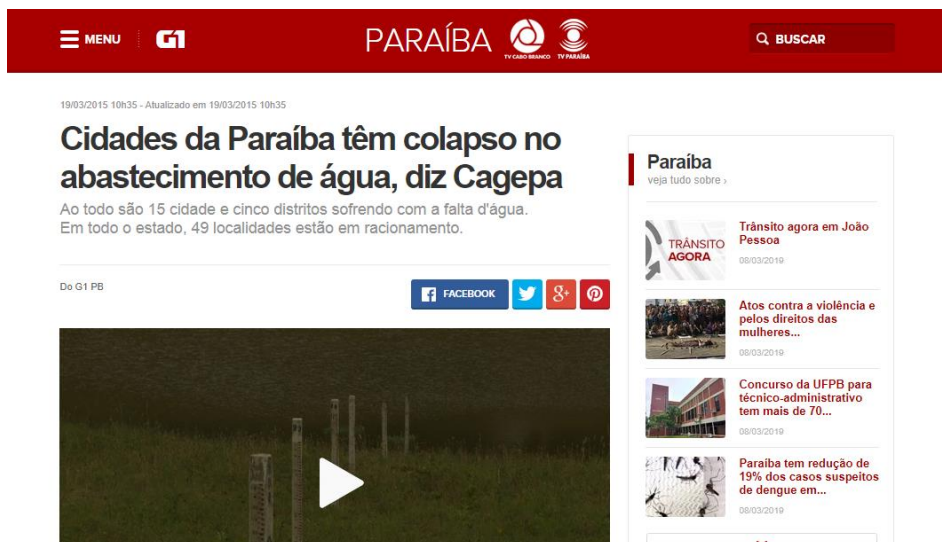 MENU
G1
PARAÍBA
TV CABO BRANCO
TV PARAÍBA
BUSCAR
19/03/2015 10h35 - Atualizado em 19/03/2015 10h35
Cidades da Paraíba têm colapso no
abastecimento de água, diz Cagepa
Ao todo são 15 cidade e cinco distritos sofrendo com a falta d'água.
Em todo o estado, 49 localidades estão em racionamento.
Do G1 PB
FACEBOOK
Paraíba
veja tudo sobre ›
TRÂNSITO
AGORA
Trânsito agora em João
Pessoa
08/03/2019
Atos contra a violência e
pelos direitos das
mulheres...
08/03/2019
Concurso da UFPB para
técnico-administrativo
tem mais de 70...
08/03/2019
Paraíba tem redução de
19% dos casos suspeitos
de dengue em...
08/03/2019